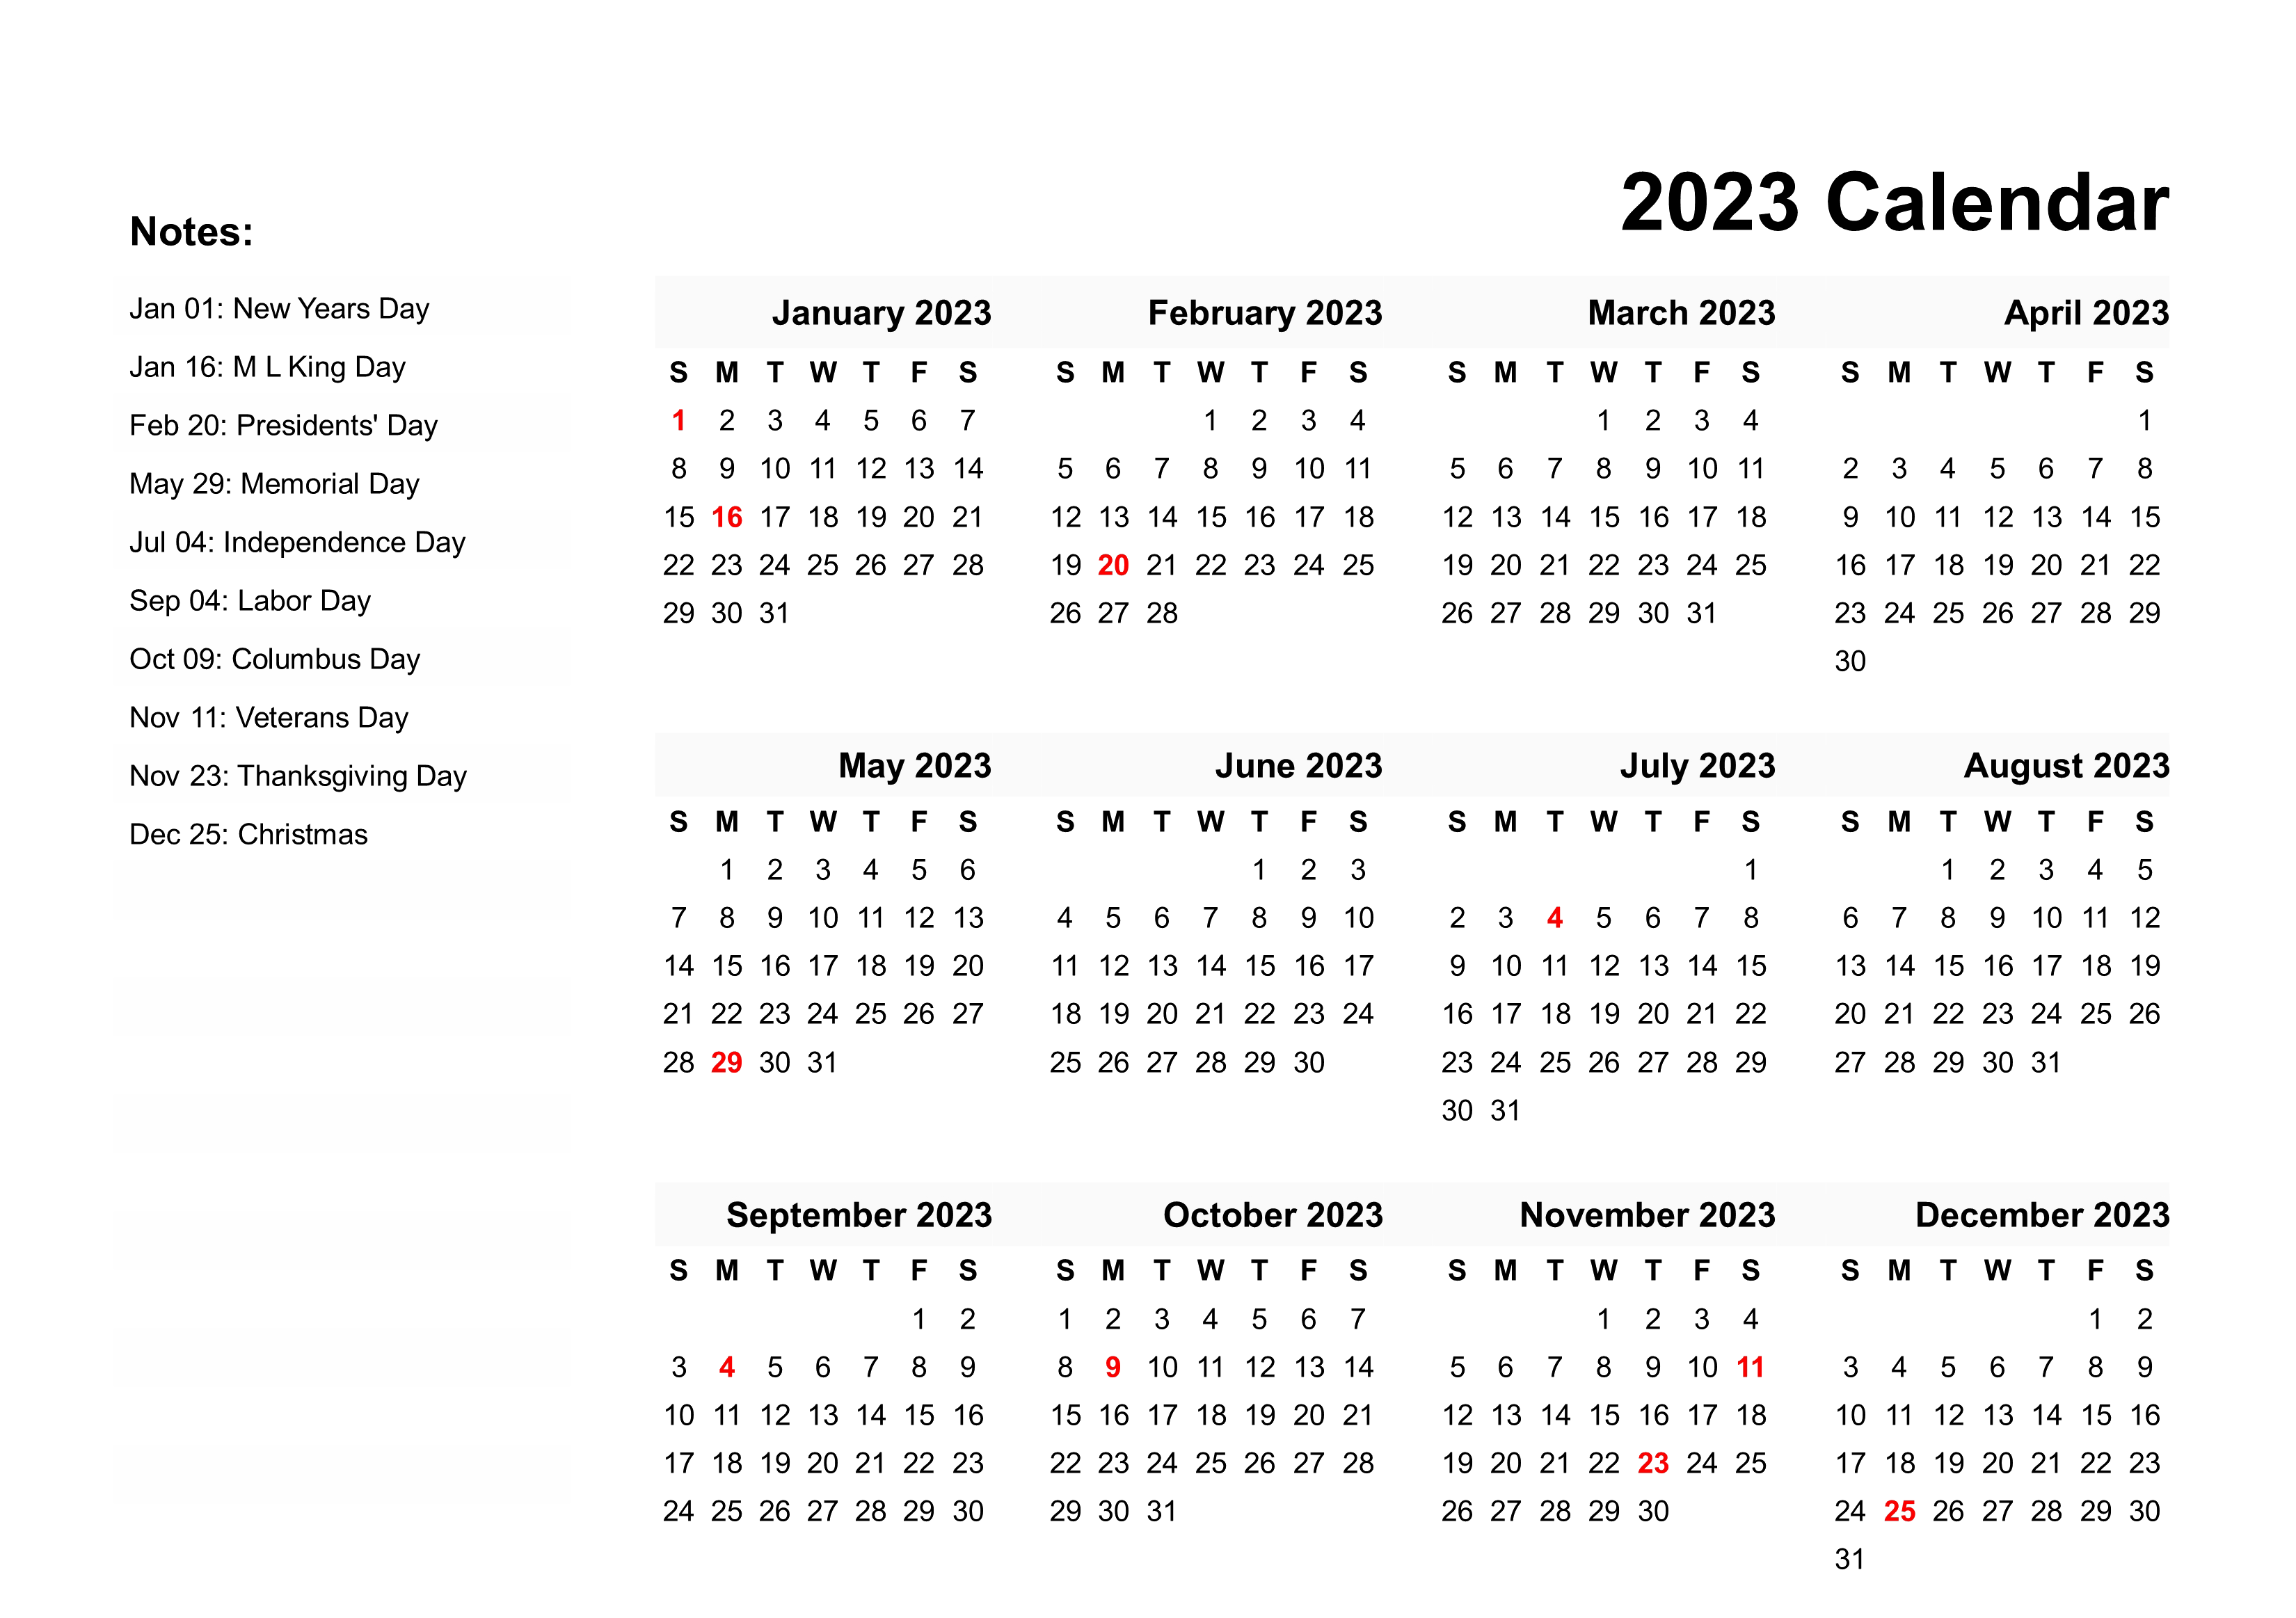 2023 Calendar
Notes:
Jan 01: New Years Day
Jan 16: M L King Day
Feb 20: Presidents' Day
May 29: Memorial Day
Jul 04: Independence Day
Sep 04: Labor Day
Oct 09: Columbus Day
Nov 11: Veterans Day
Nov 23: Thanksgiving Day
Dec 25: Christmas
January 2023
S M T W T F S
1 2 3 4 5 6 7
8 9 10 11 12 13 14
15 16 17 18 19 20 21
22 23 24 25 26 27 28
29 30 31
February 2023
S M T W T F S
1 2 3 4
5 6 7 8 9 10 11
12 13 14 15 16 17 18
19 20 21 22 23 24 25
26 27 28
March 2023
S M T W T F S
1 2 3 4
5 6 7 8 9 10 11
12 13 14 15 16 17 18
19 20 21 22 23 24 25
26 27 28 29 30 31
April 2023
S M T W T F S
1
2 3 4 5 6 7 8
9 10 11 12 13 14 15
16 17 18 19 20 21 22
23 24 25 26 27 28 29
30
May 2023
S M T W T F S
1 2 3 4 5 6
7 8 9 10 11 12 13
14 15 16 17 18 19 20
21 22 23 24 25 26 27
28 29 30 31
June 2023
S M T W T F S
1 2 3
4 5 6 7 8 9 10
11 12 13 14 15 16 17
18 19 20 21 22 23 24
25 26 27 28 29 30
July 2023
S M T W T F S
1
2 3 4 5 6 7 8
9 10 11 12 13 14 15
16 17 18 19 20 21 22
23 24 25 26 27 28 29
30 31
August 2023
S M T W T F S
1 2 3 4 5
6 7 8 9 10 11 12
13 14 15 16 17 18 19
20 21 22 23 24 25 26
27 28 29 30 31
September 2023
S M T W T F S
1 2
3 4 5 6 7 8 9
10 11 12 13 14 15 16
17 18 19 20 21 22 23
24 25 26 27 28 29 30
October 2023
S M T W T F S
1 2 3 4 5 6 7
8 9 10 11 12 13 14
15 16 17 18 19 20 21
22 23 24 25 26 27 28
29 30 31
November 2023
S M T W T F S
1 2 3 4
5 6 7 8 9 10 11
12 13 14 15 16 17 18
19 20 21 22 23 24 25
26 27 28 29 30
December 2023
S M T W T F S
1 2
3 4 5 6 7 8 9
10 11 12 13 14 15 16
17 18 19 20 21 22 23
24 25 26 27 28 29 30
31